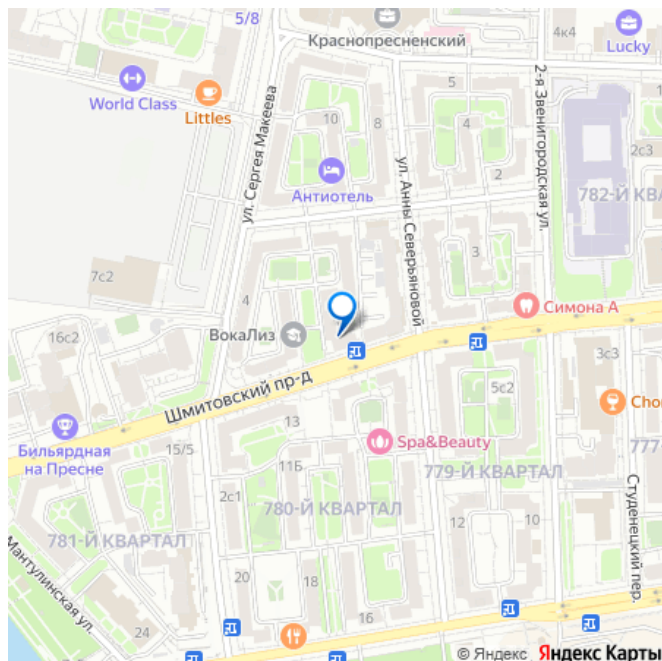 5/8
Краснопресненский
4к4
Lucky
World Class
Littles
ул. Сергея Макеева
10
8
5
4
2-я Звенигородская ул.
2с3
Антиотель
2
782-Й КВА
ул. Анны Северьяновой
7с2
3
4
Симона А
ВокаЛиз
16с2
3с3
Шмитовский пр-д
5с2
Chor
13
Бильярдная
на Пресне
15/5
Spa&Beauty
777-
11Б
779-Й КВАРТАЛ
2с1
780-Й КВАРТАЛ
Студенецкий пер.
781-Й КВАРТАЛ
12
10
Мантулинская ул.
20
18
24
16
© Яндекс Яндекс Карты